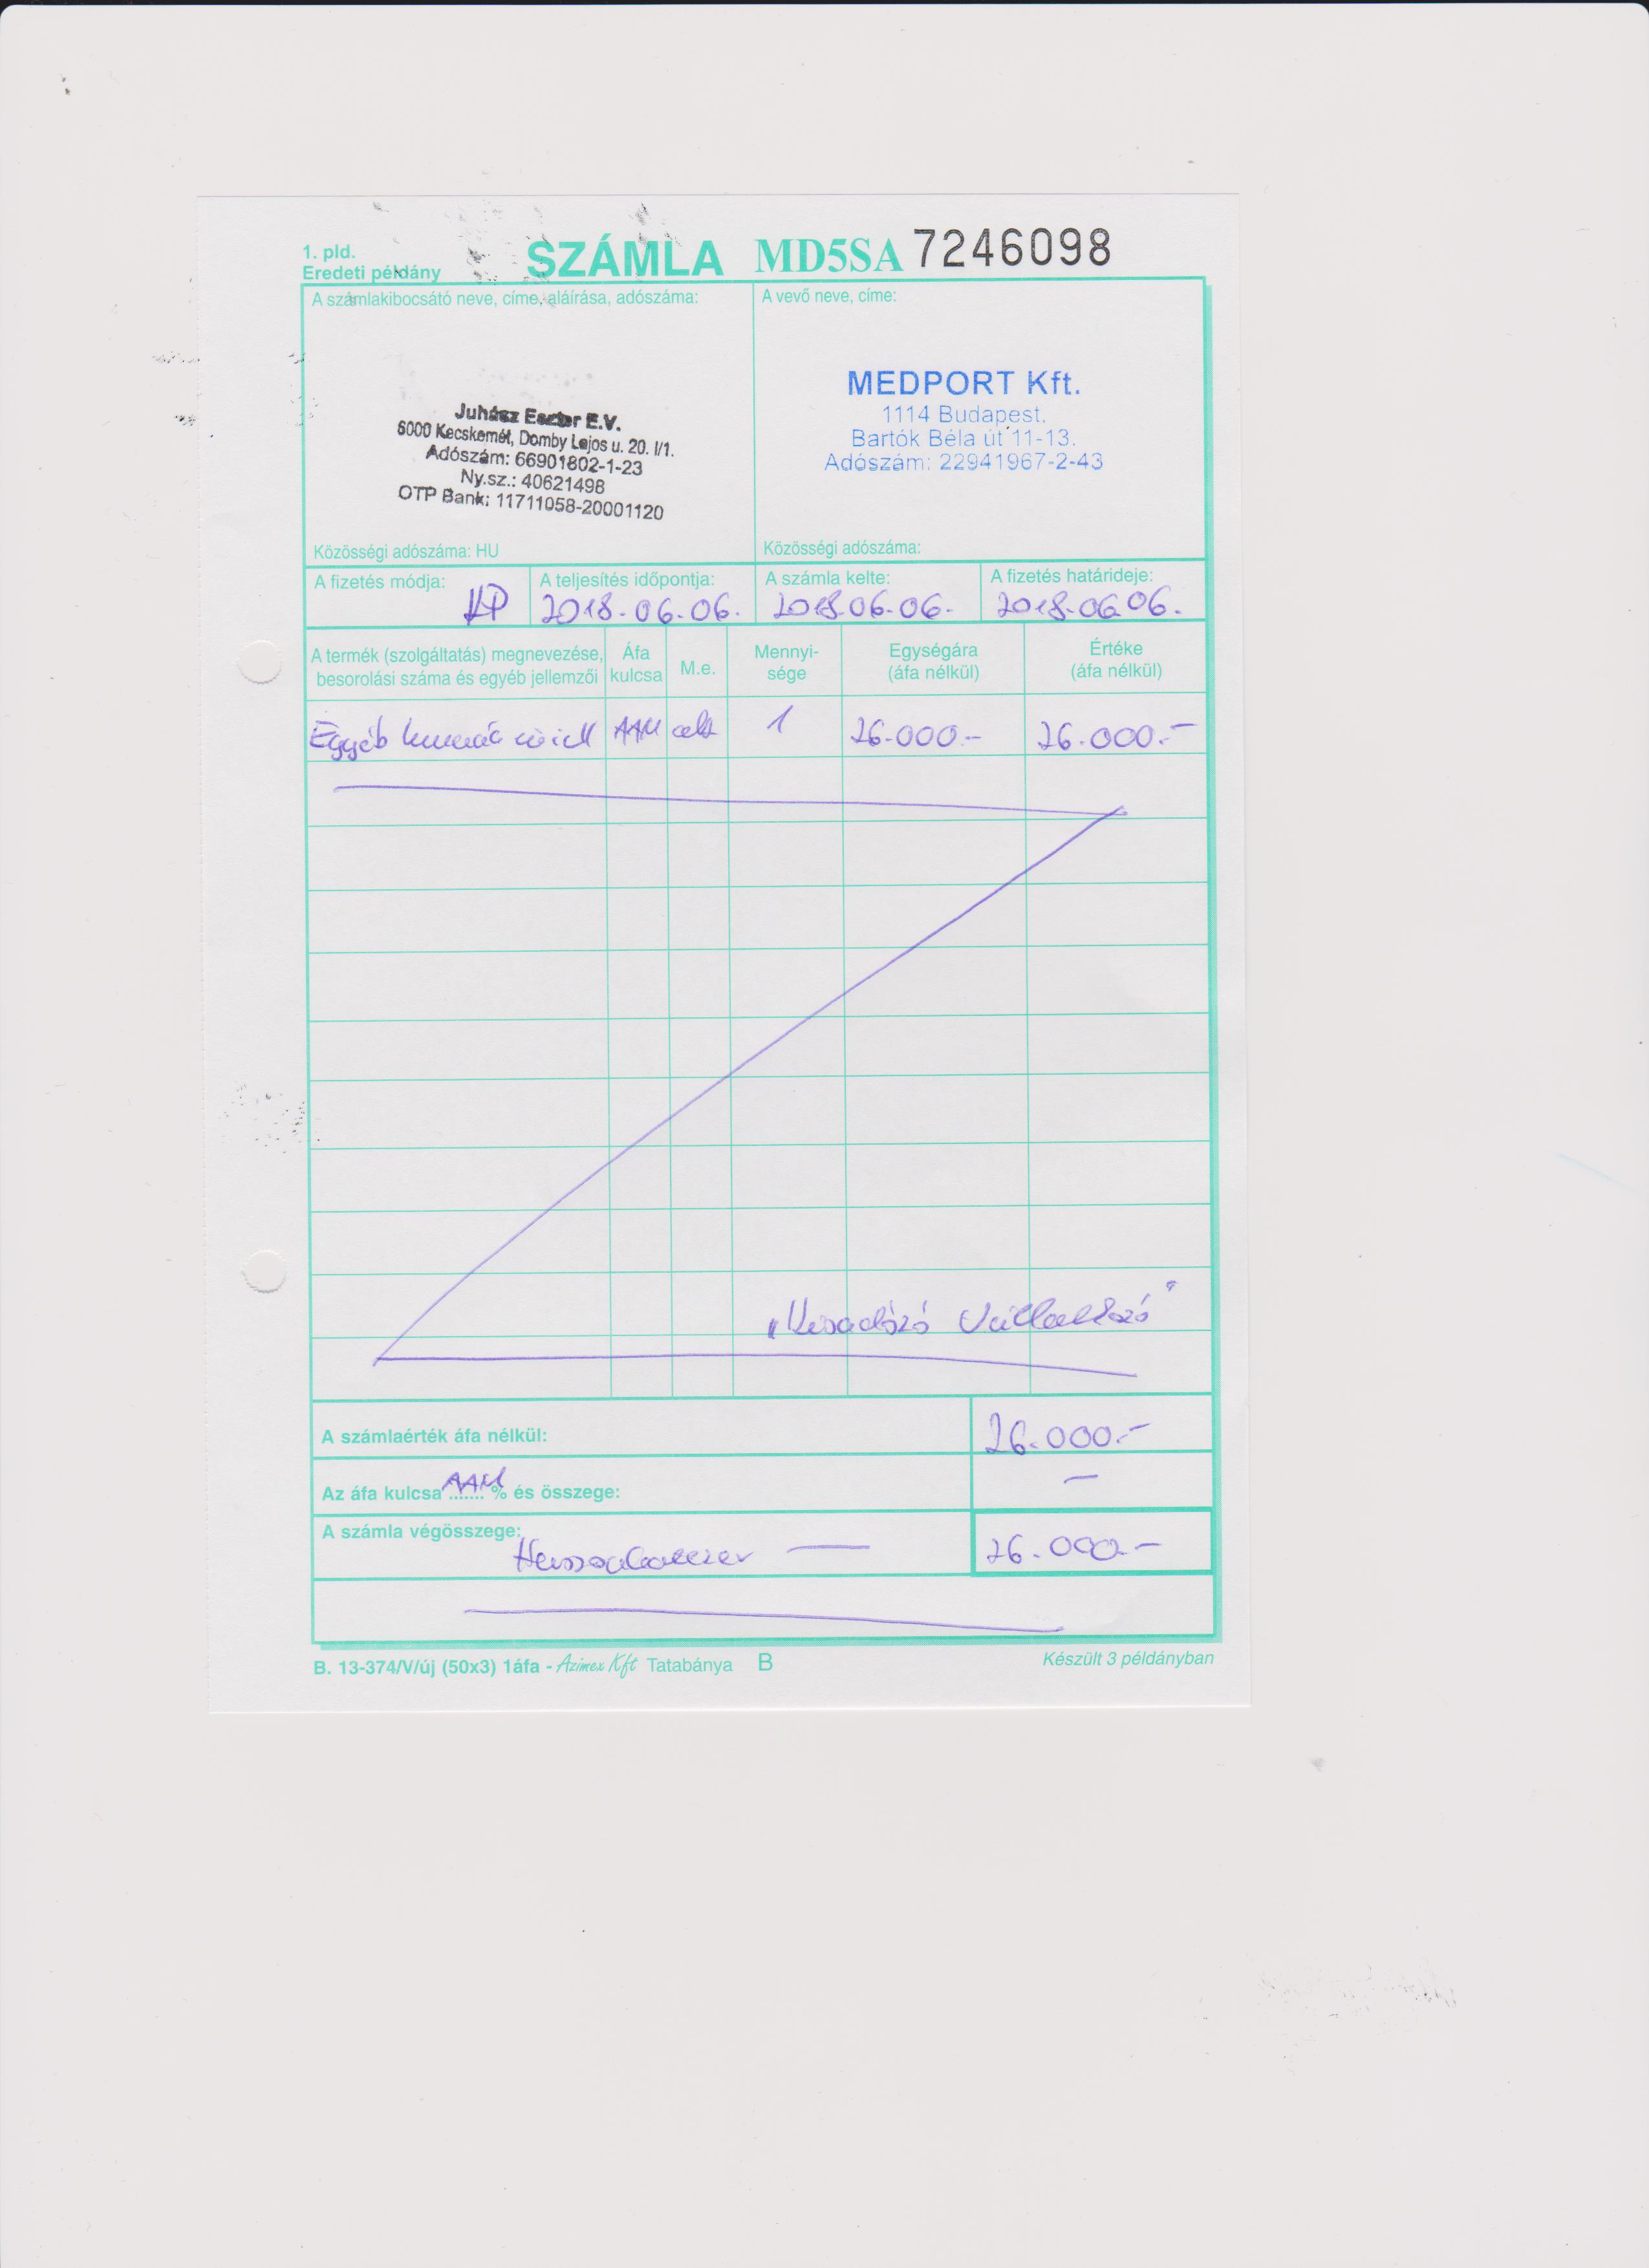 1. pld.
Eredeti példány
SZÁMLA MD5SA 7246098
A számlakibocsátó neve, címe, aláírása, adószáma:
Juhász Eszter E.V.
6000 Kecskemét, Domby Lajos u. 20. I/1.
Adószám: 66901802-1-23
Ny.sz.: 40621498
OTP Bank: 11711058-20001120
Közösségi adószáma: HU
A vevő neve, címe:
MEDPORT Kft.
1114 Budapest,
Bartók Béla út 11-13.
Adószám: 22941967-2-43
Közösségi adószáma:
A fizetés módja: KP
A teljesítés időpontja: 2018.06.06.
A számla kelte: 2018.06.06.
A fizetés határideje: 2018.06.06.
A termék (szolgáltatás) megnevezése, besorolási száma és egyéb jellemzői
Áfa kulcsa
M.e.
Mennyi-sége
Egységára (áfa nélkül)
Értéke (áfa nélkül)
Egyéb AAM 1 26.000.- 26.000.-
„Kisadózó Vállalkozó"
A számlaérték áfa nélkül: 26.000.-
Az áfa kulcsa AAM % és összege: —
A számla végösszege: 26.000.-
Huszonhatezer —
B. 13-374/V/új (50x3) 1áfa - Azimex Kft Tatabánya B
Készült 3 példányban